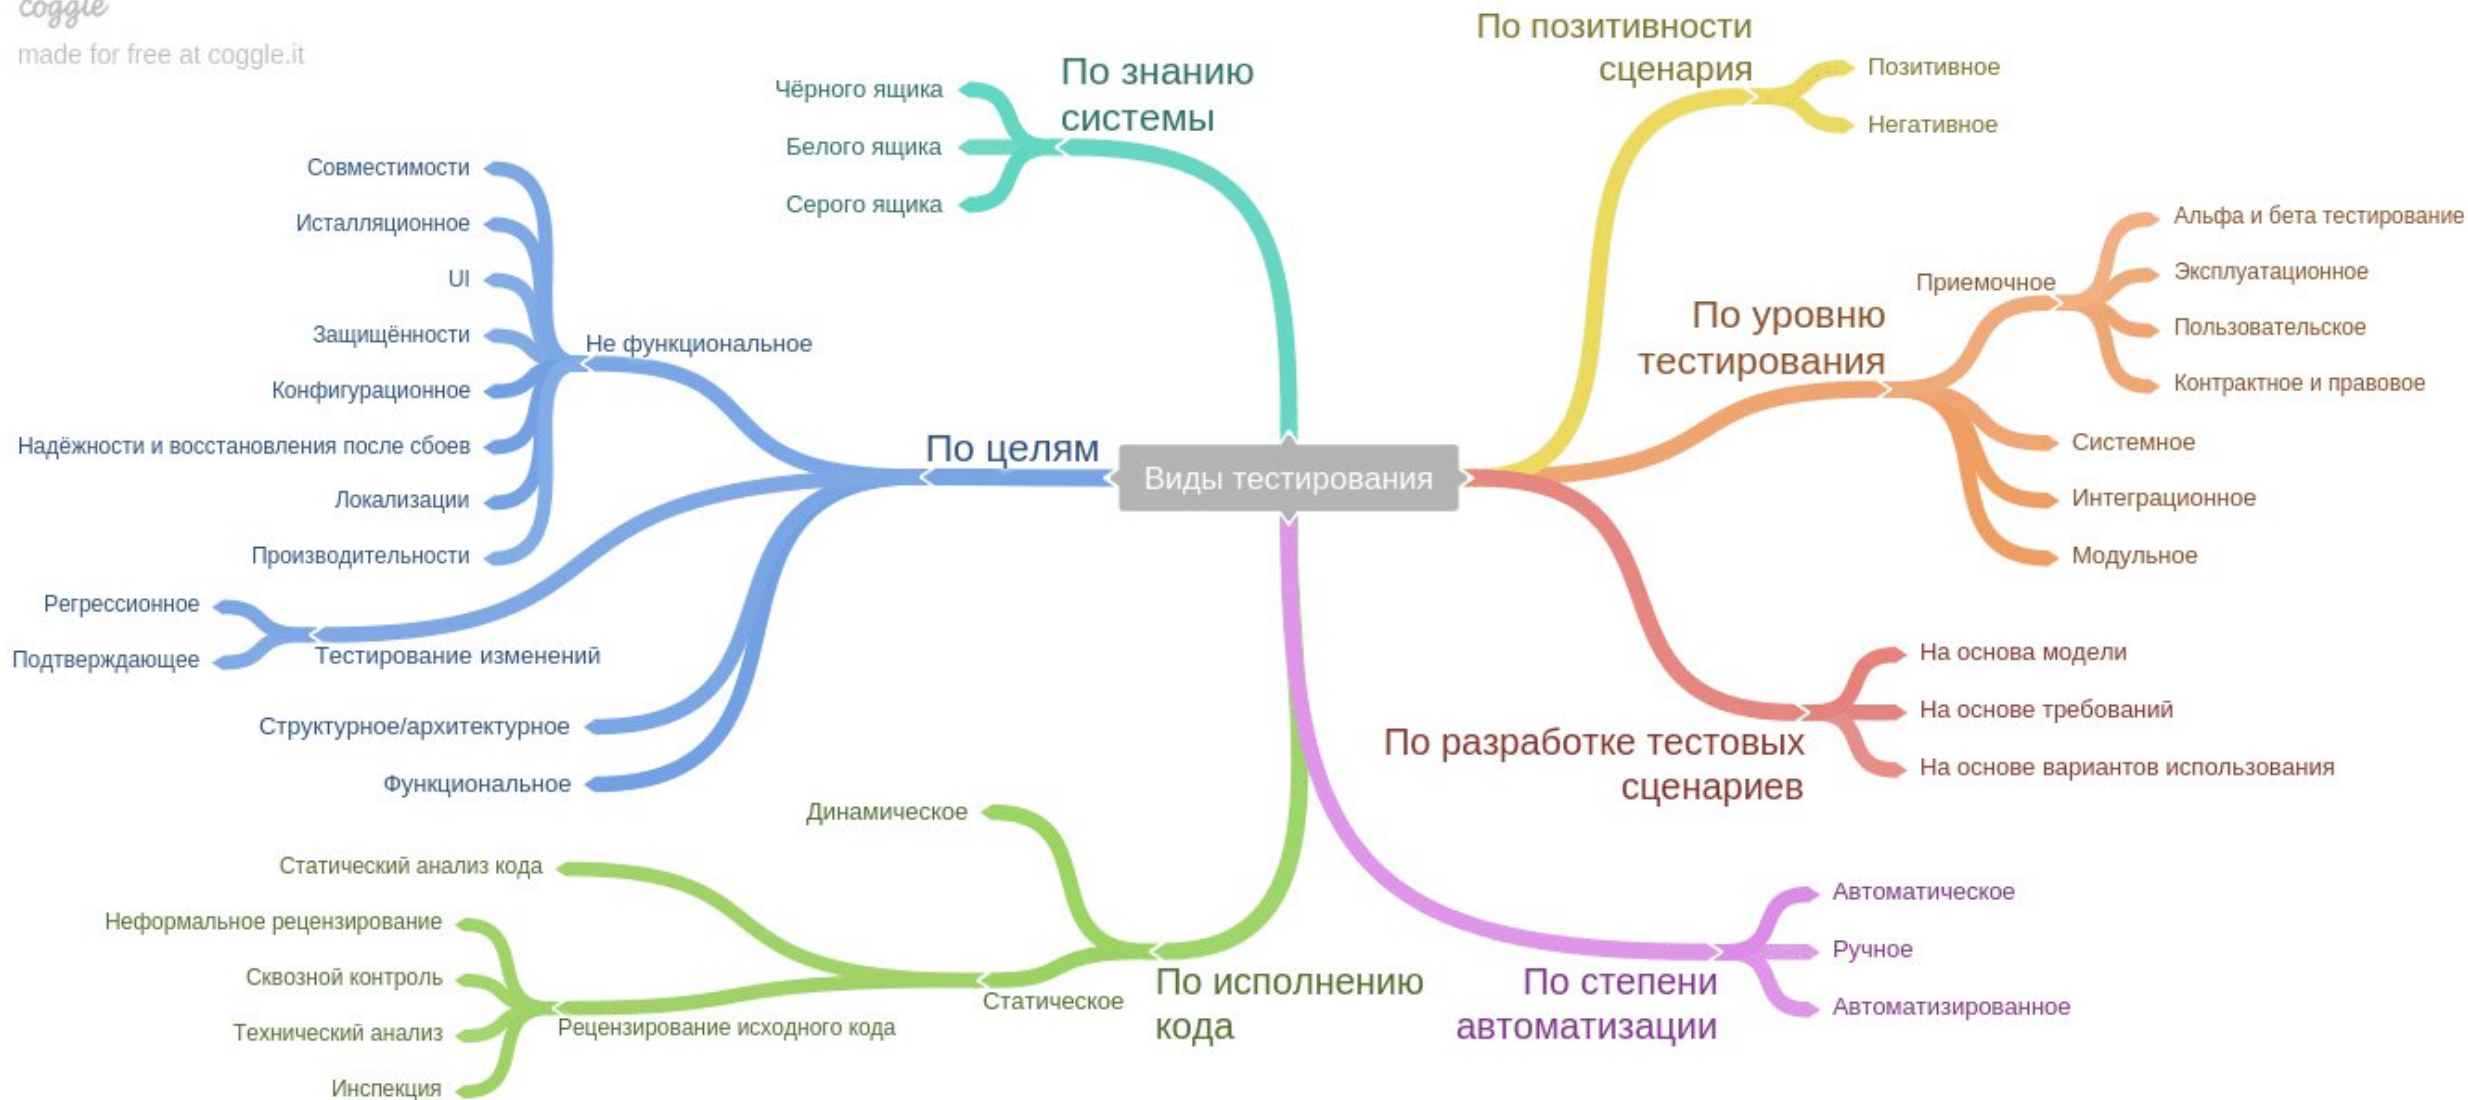 coggle
made for free at coggle.it
По знанию
системы
Чёрного ящика
Белого ящика
Серого ящика
По позитивности
сценария
Позитивное
Негативное
По уровню
тестирования
Приемочное
Альфа и бета тестирование
Эксплуатационное
Пользовательское
Контрактное и правовое
Системное
Интеграционное
Модульное
Виды тестирования
По целям
Не функциональное
Совместимости
Исталляционное
UI
Защищённости
Конфигурационное
Надёжности и восстановления после сбоев
Локализации
Производительности
Тестирование изменений
Регрессионное
Подтверждающее
Структурное/архитектурное
Функциональное
По разработке тестовых
сценариев
На основа модели
На основе требований
На основе вариантов использования
По исполнению
кода
Динамическое
Статическое
Статический анализ кода
Рецензирование исходного кода
Неформальное рецензирование
Сквозной контроль
Технический анализ
Инспекция
По степени
автоматизации
Автоматическое
Ручное
Автоматизированное